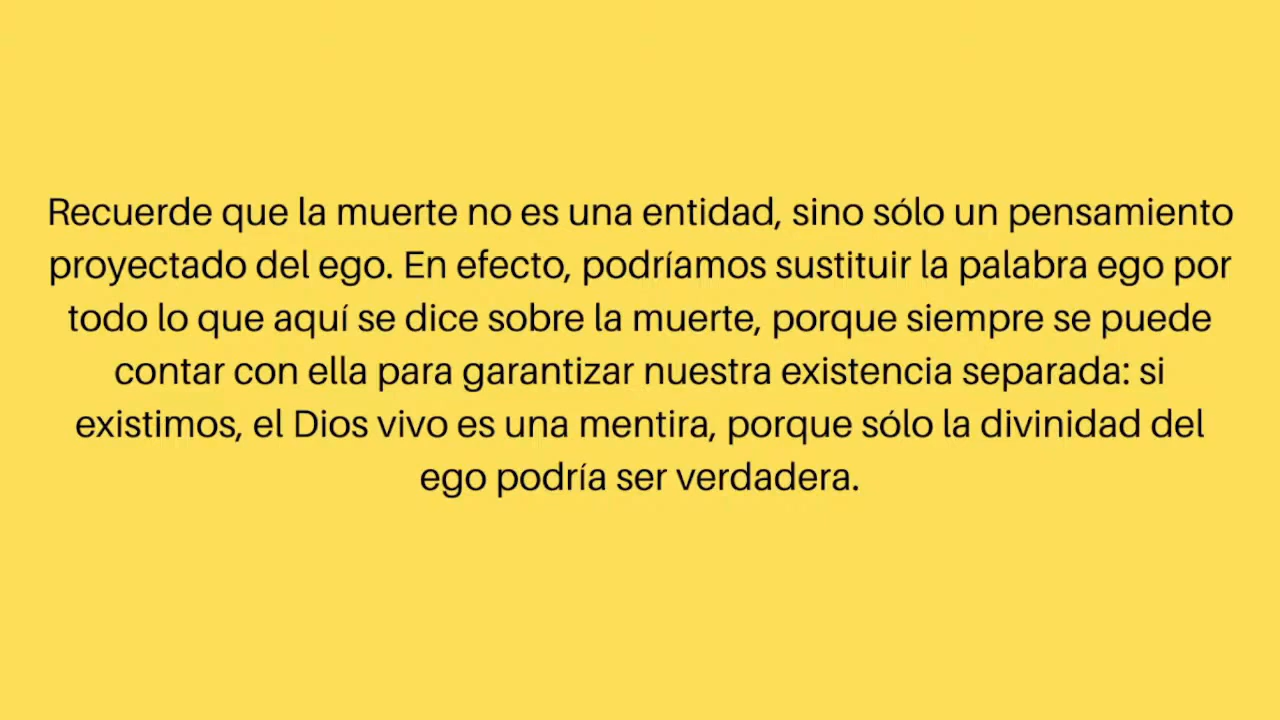 Recuerde que la muerte no es una entidad, sino sólo un pensamiento
proyectado del ego. En efecto, podríamos sustituir la palabra ego por
todo lo que aquí se dice sobre la muerte, porque siempre se puede
contar con ella para garantizar nuestra existencia separada: si
existimos, el Dios vivo es una mentira, porque sólo la divinidad del
ego podría ser verdadera.